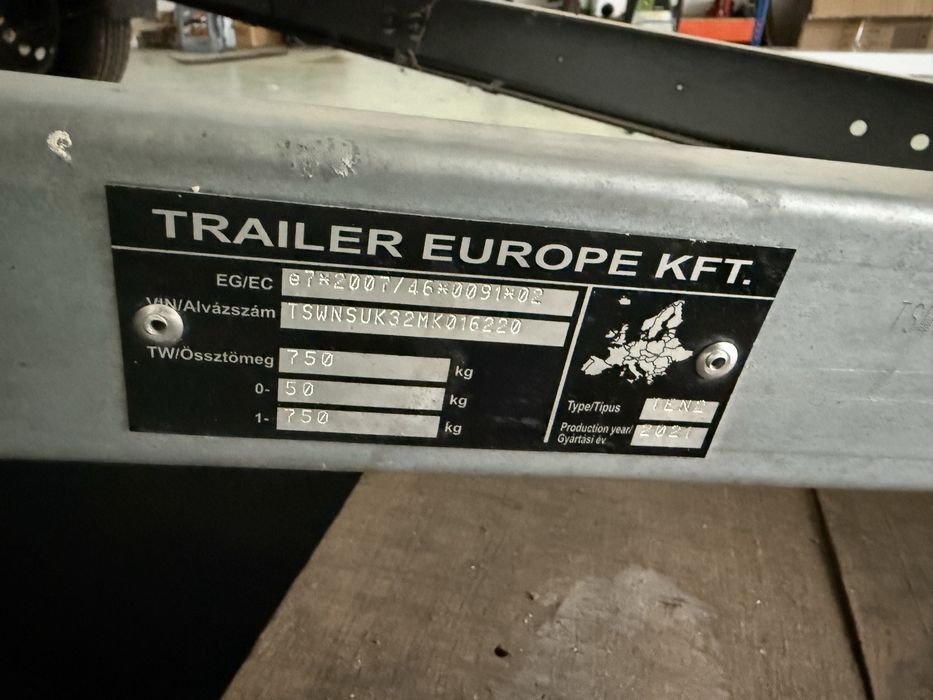 TRAILER EUROPE KFT.
EG/EC e7*2007/46*0091*02
VIN/Alvázszám TSWNSUK32MK016220
TW/Össztömeg 750 kg
0- 50 kg
1- 750 kg
Type/Típus TEN2
Production year/ 2021
Gyártási év